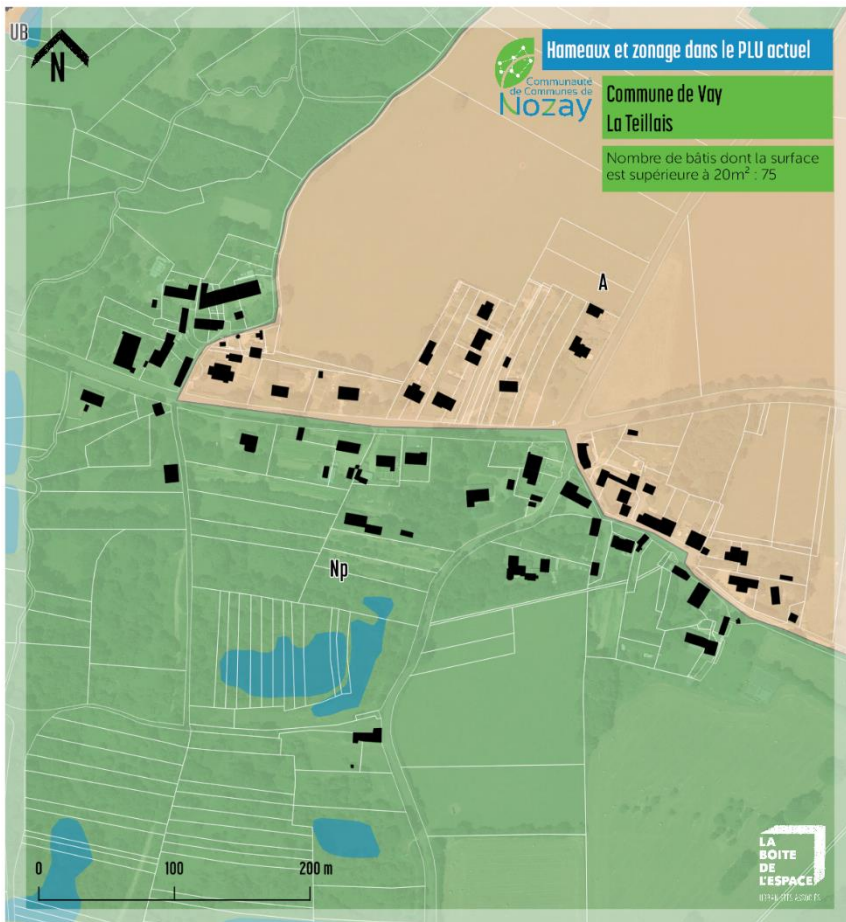 UB
N
Hameaux et zonage dans le PLU actuel
Communauté
de Communes de
Nozay
Commune de Vay
La Teillais
Nombre de bâtis dont la surface
est supérieure à 20m² : 75
A
Np
0 100 200 m
LA
BOITE
DE
L'ESPACE